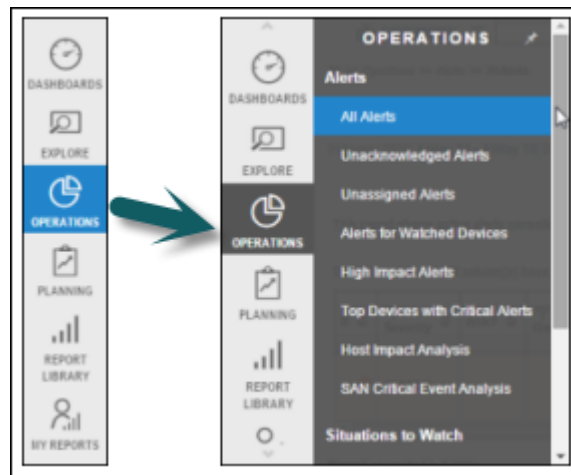 DASHBOARDS
EXPLORE
OPERATIONS
PLANNING
REPORT
LIBRARY
MY REPORTS
DASHBOARDS
EXPLORE
OPERATIONS
PLANNING
REPORT
LIBRARY
OPERATIONS
Alerts
All Alerts
Unacknowledged Alerts
Unassigned Alerts
Alerts for Watched Devices
High Impact Alerts
Top Devices with Critical Alerts
Host Impact Analysis
SAN Critical Event Analysis
Situations to Watch